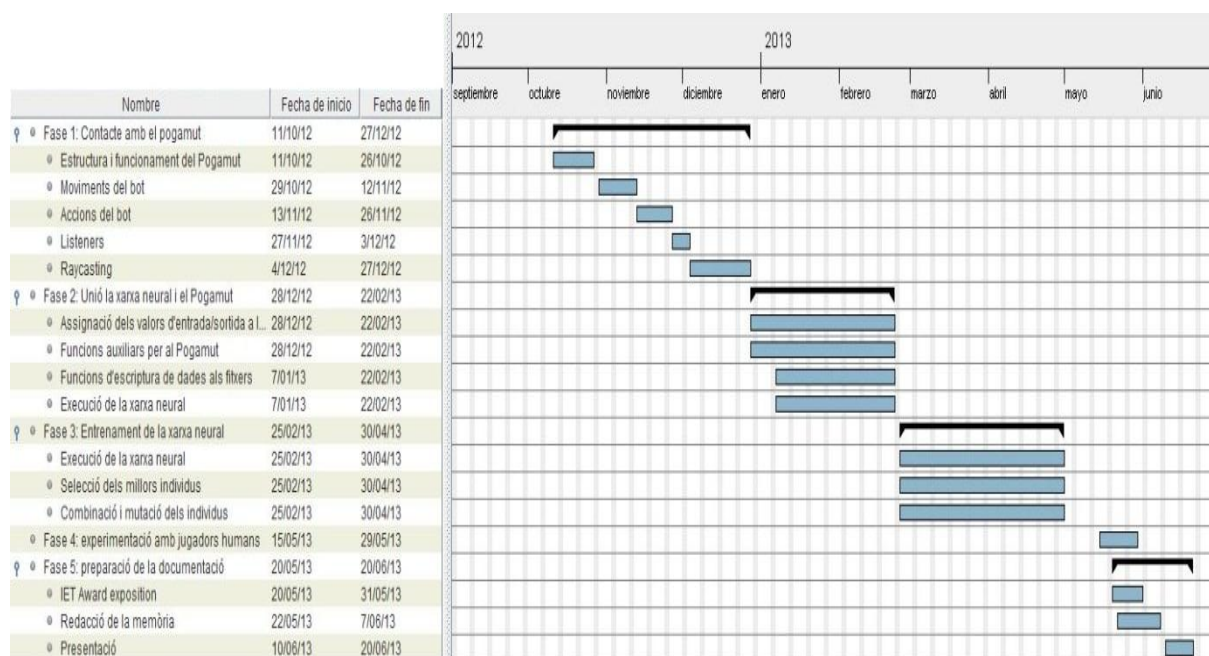 2012 2013
septiembre octubre noviembre diciembre enero febrero marzo abril mayo junio
Nombre Fecha de inicio Fecha de fin
Fase 1: Contacte amb el pogamut 11/10/12 27/12/12
Estructura i funcionament del Pogamut 11/10/12 26/10/12
Moviments del bot 29/10/12 12/11/12
Accions del bot 13/11/12 26/11/12
Listeners 27/11/12 3/12/12
Raycasting 4/12/12 27/12/12
Fase 2: Unió la xarxa neural i el Pogamut 28/12/12 22/02/13
Assignació dels valors d'entrada/sortida a l... 28/12/12 22/02/13
Funcions auxiliars per al Pogamut 28/12/12 22/02/13
Funcions d'escriptura de dades als fitxers 7/01/13 22/02/13
Execució de la xarxa neural 7/01/13 22/02/13
Fase 3: Entrenament de la xarxa neural 25/02/13 30/04/13
Execució de la xarxa neural 25/02/13 30/04/13
Selecció dels millors individus 25/02/13 30/04/13
Combinació i mutació dels individus 25/02/13 30/04/13
Fase 4: experimentació amb jugadors humans 15/05/13 29/05/13
Fase 5: preparació de la documentació 20/05/13 20/06/13
IET Award exposition 20/05/13 31/05/13
Redacció de la memòria 22/05/13 7/06/13
Presentació 10/06/13 20/06/13